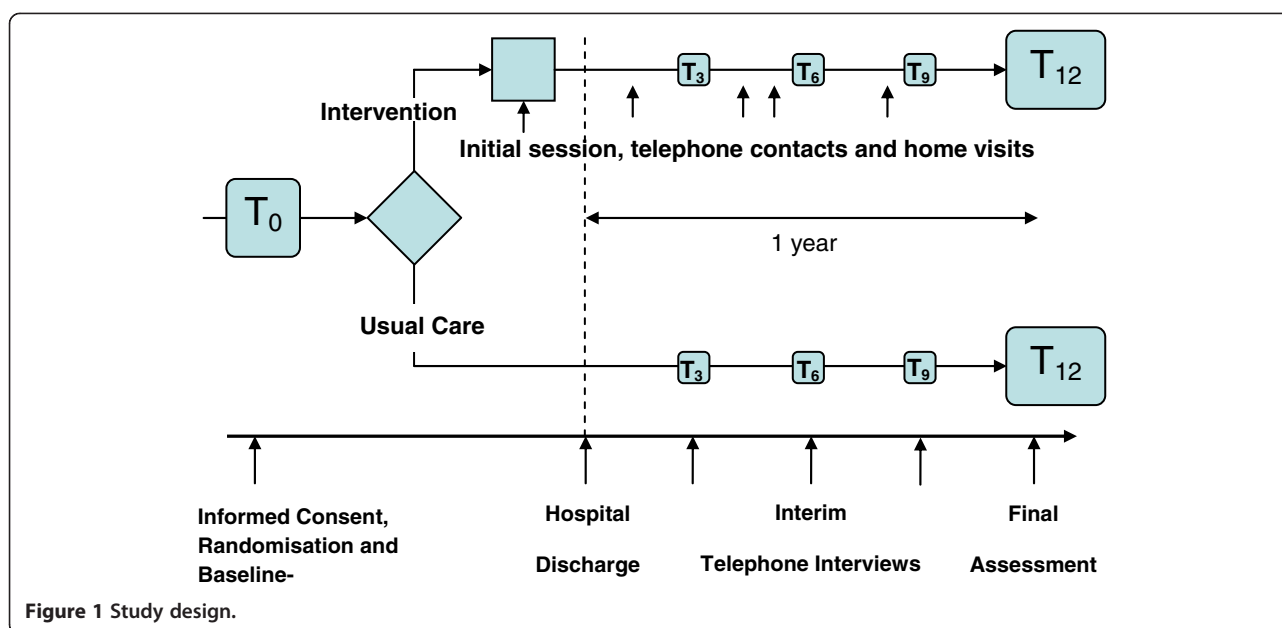 Intervention
T3 T6 T9 T12
Initial session, telephone contacts and home visits
T0
1 year
Usual Care
T3 T6 T9 T12
Informed Consent,
Randomisation and
Baseline-
Hospital
Discharge
Interim
Telephone Interviews
Final
Assessment
Figure 1 Study design.